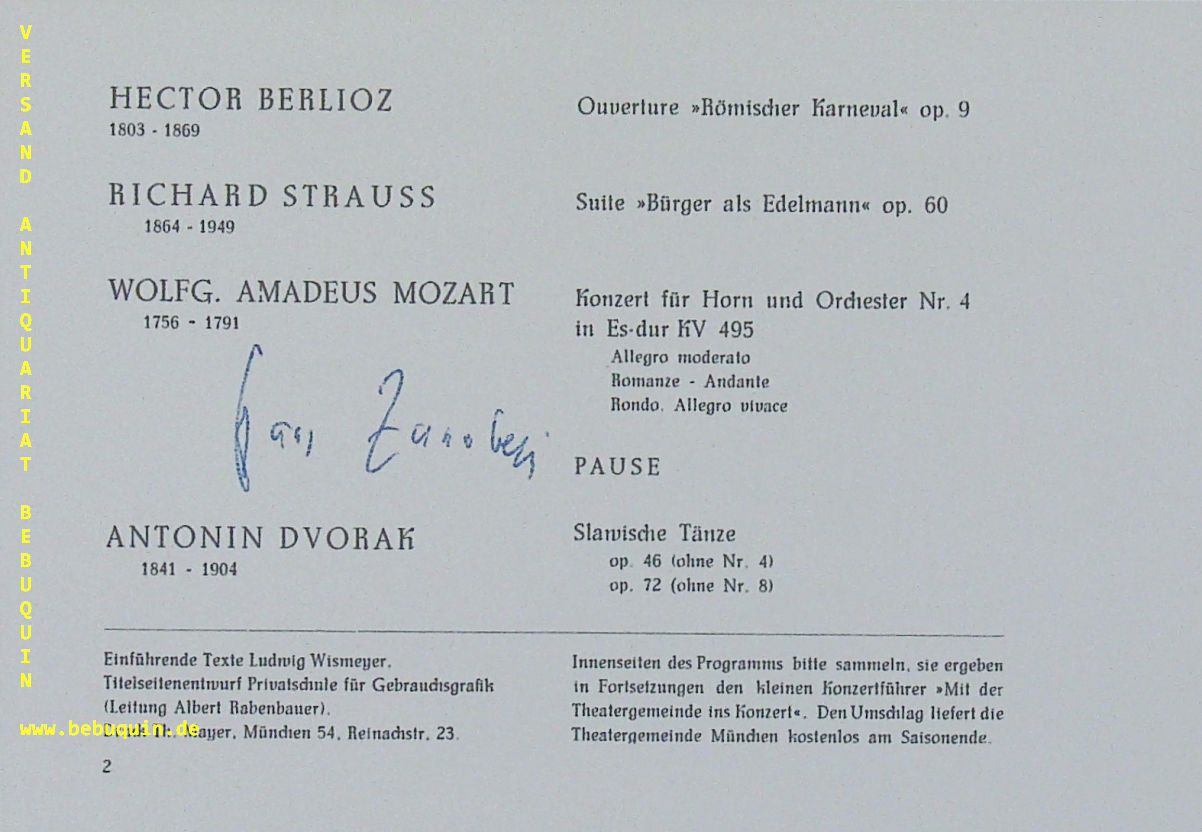 VERSAND ANTIQUARIAT BEBUQUIN
HECTOR BERLIOZ
1803 - 1869
Ouverture »Römischer Karneval« op. 9
RICHARD STRAUSS
1864 - 1949
Suite »Bürger als Edelmann« op. 60
WOLFG. AMADEUS MOZART
1756 - 1791
Konzert für Horn und Orchester Nr. 4
in Es-dur KV 495
Allegro moderato
Romanze - Andante
Rondo. Allegro vivace
PAUSE
ANTONIN DVORAK
1841 - 1904
Slawische Tänze
op. 46 (ohne Nr. 4)
op. 72 (ohne Nr. 8)
Einführende Texte Ludwig Wismeyer.
Titelseitenentwurf Privatschule für Gebrauchsgrafik
(Leitung Albert Rabenbauer).
Mayer, München 54, Reinachstr. 23.
www.bebuquin.de
Innenseiten des Programms bitte sammeln, sie ergeben
in Fortsetzungen den kleinen Konzertführer »Mit der
Theatergemeinde ins Konzert«. Den Umschlag liefert die
Theatergemeinde München kostenlos am Saisonende.
2